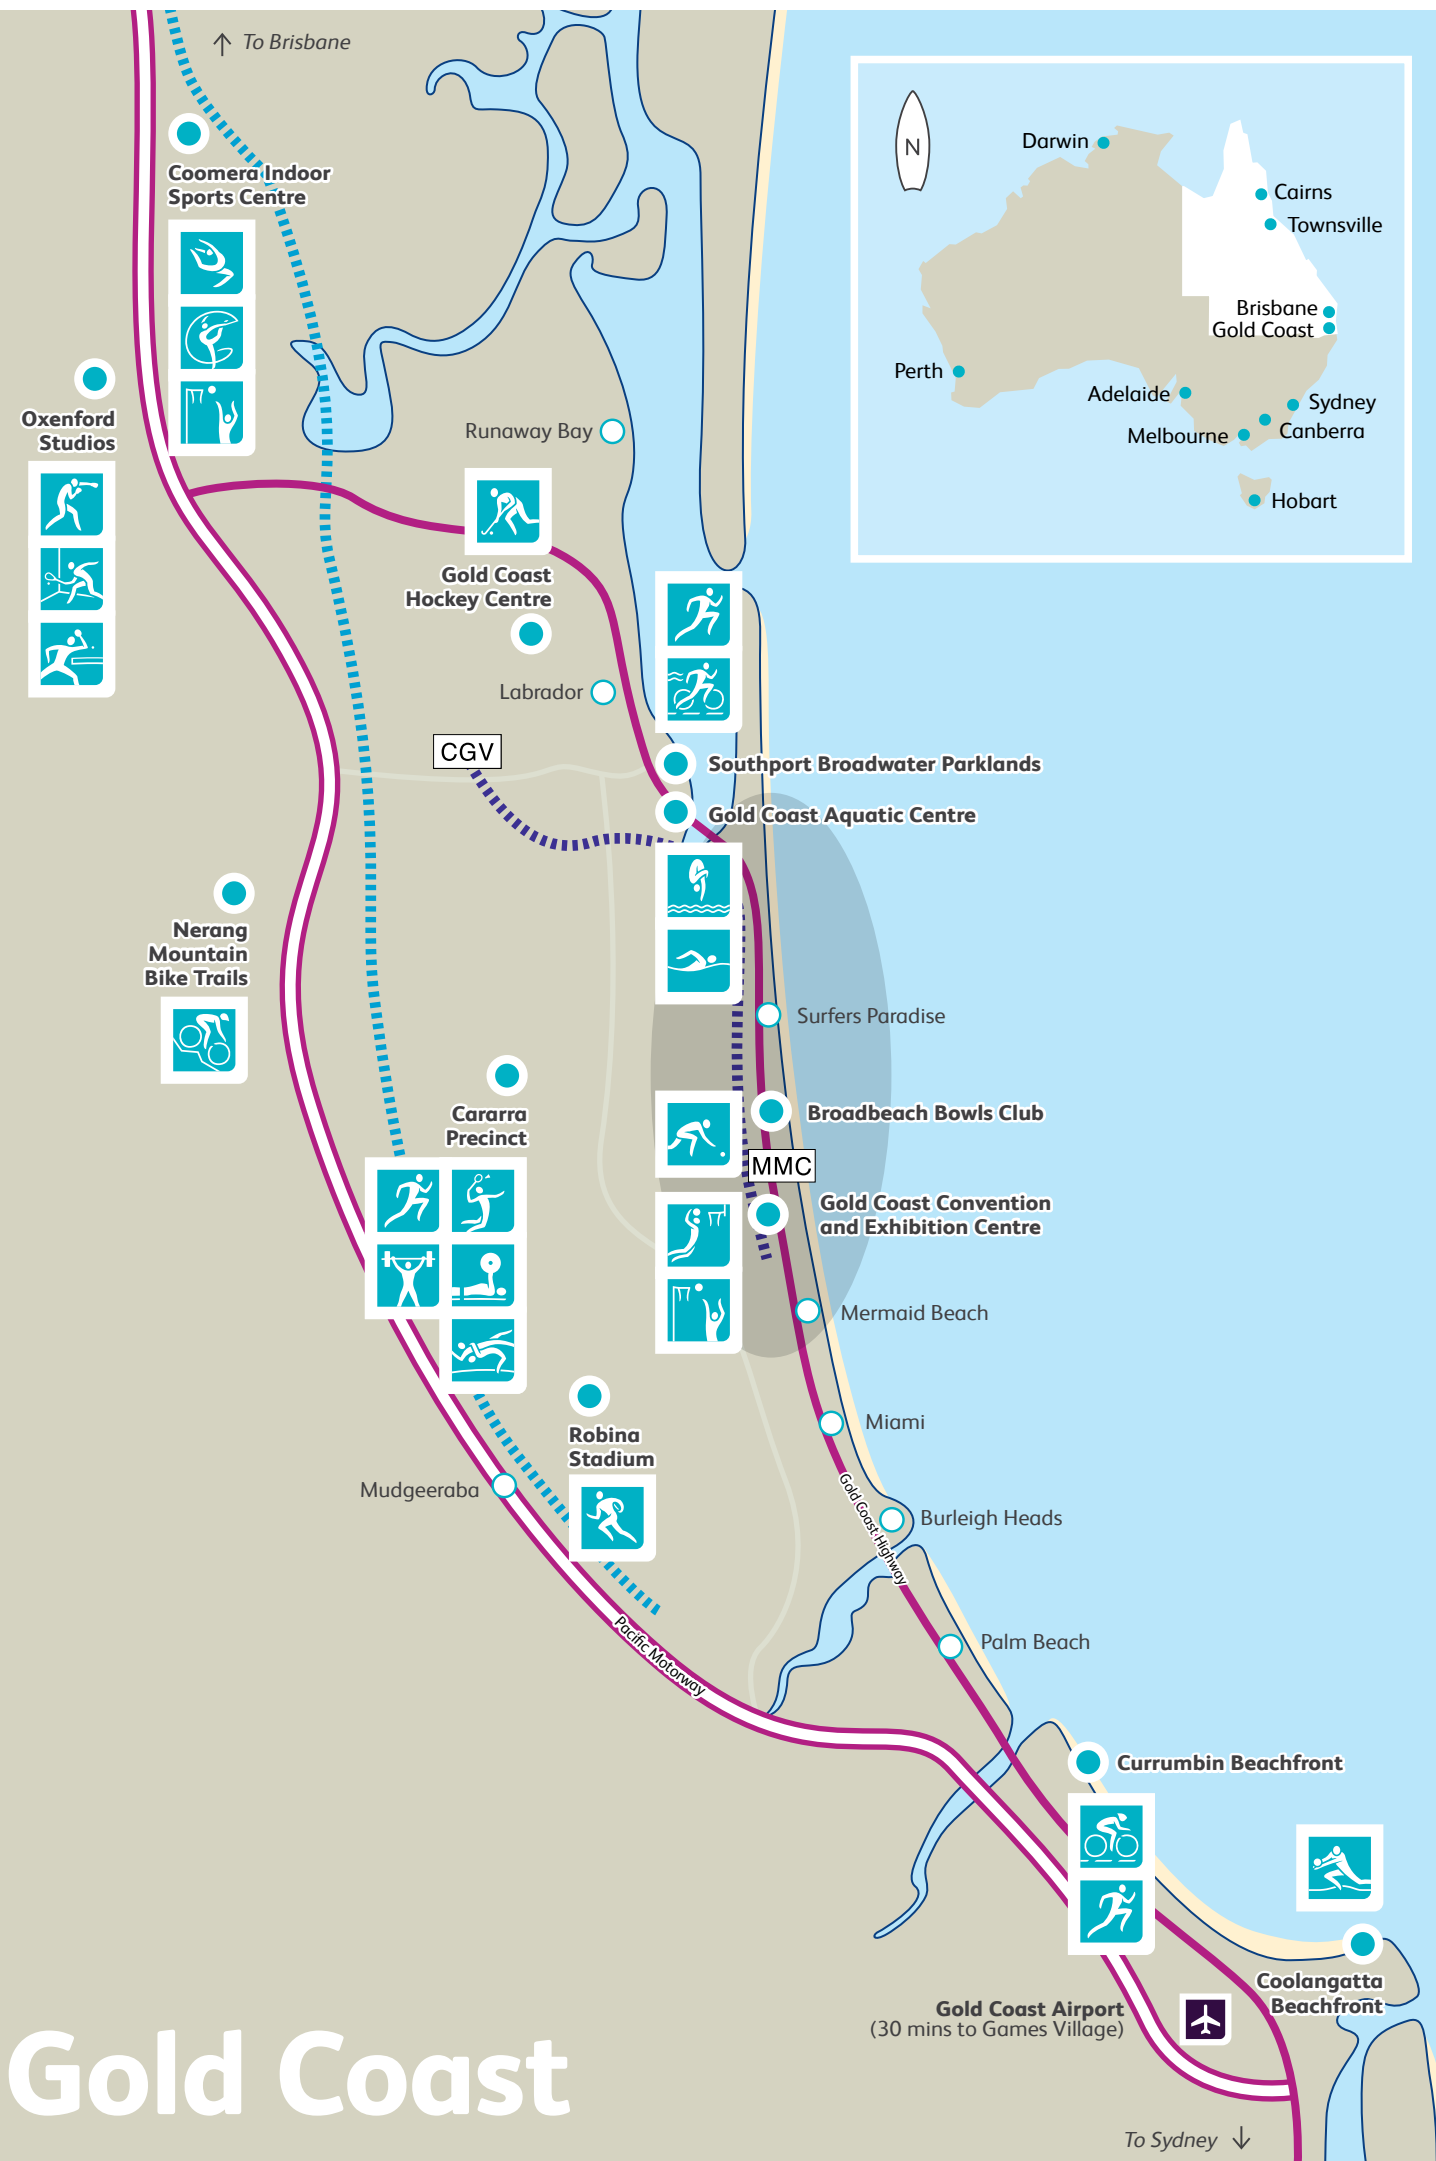 To Brisbane
Coomera Indoor
Sports Centre
N
Darwin
Cairns
Townsville
Brisbane
Gold Coast
Perth
Adelaide
Sydney
Canberra
Melbourne
Hobart
Oxenford
Studios
Runaway Bay
Gold Coast
Hockey Centre
Labrador
CGV
Southport Broadwater Parklands
Gold Coast Aquatic Centre
Nerang
Mountain
Bike Trails
Surfers Paradise
Cararra
Precinct
Broadbeach Bowls Club
MMC
Gold Coast Convention
and Exhibition Centre
Mermaid Beach
Miami
Robina
Stadium
Mudgeeraba
Gold Coast Highway
Burleigh Heads
Pacific Motorway
Palm Beach
Currumbin Beachfront
Coolangatta
Beachfront
Gold Coast Airport
(30 mins to Games Village)
Gold Coast
To Sydney